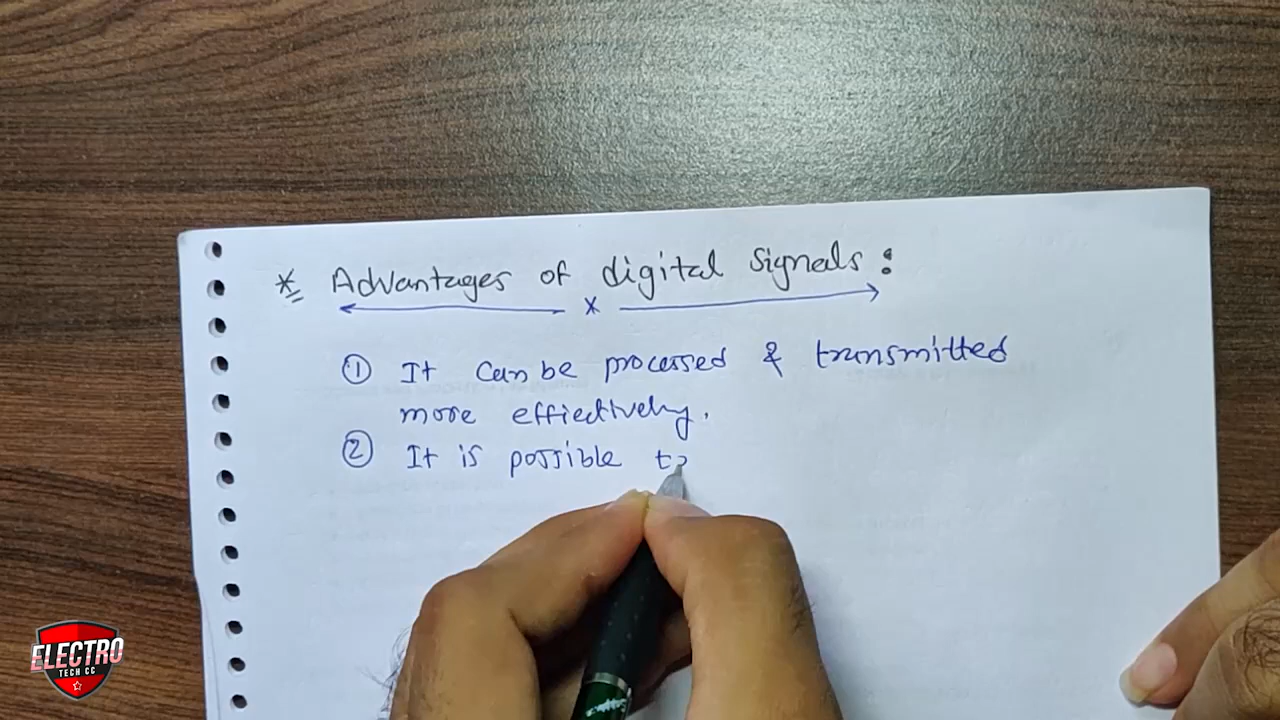 * Advantages of digital signals :
① It can be processed & transmitted
more effectively.
② It is possible to
ELECTRO
TECH CC